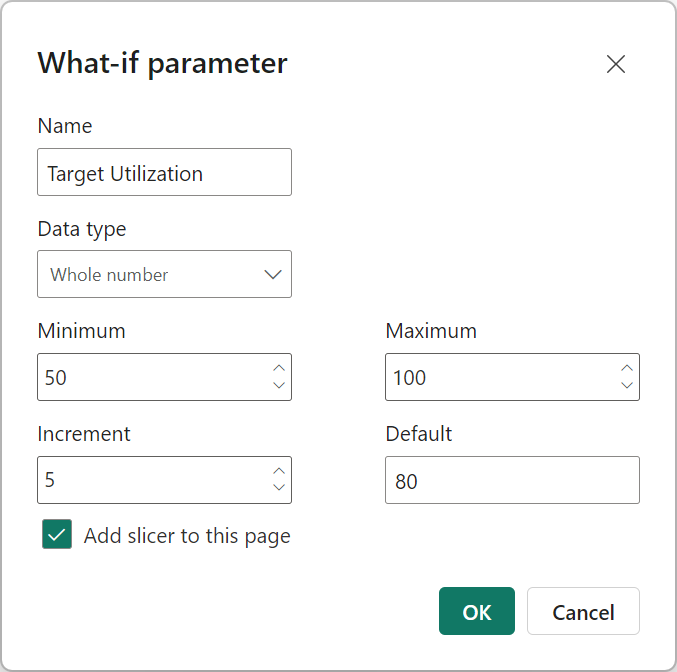 What-if parameter
Name
Target Utilization
Data type
Whole number
Minimum Maximum
50 100
Increment Default
5 80
Add slicer to this page
OK Cancel